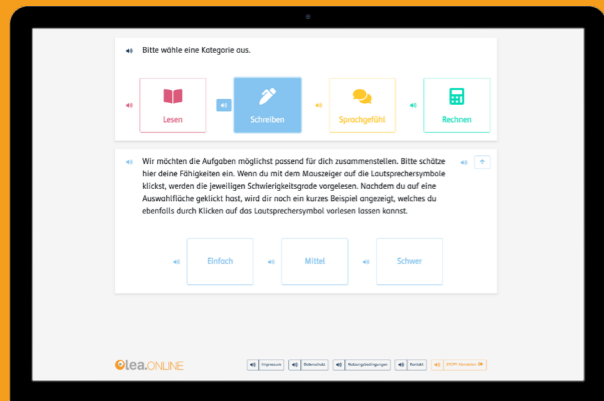 Bitte wähle eine Kategorie aus.
Lesen
Schreiben
Sprachgefühl
Rechnen
Wir möchten die Aufgaben möglichst passend für dich zusammenstellen. Bitte schätze
hier deine Fähigkeiten ein. Wenn du mit dem Mauszeiger auf die Lautsprechersymbole
klickst, werden die jeweiligen Schwierigkeitsgrade vorgelesen. Nachdem du auf eine
Auswahlfläche geklickt hast, wird dir noch ein kurzes Beispiel angezeigt, welches du
ebenfalls durch Klicken auf das Lautsprechersymbol vorlesen lassen kannst.
Einfach
Mittel
Schwer
Olea.ONLINE
Impressum
Datenschutz
Nutzungsbedingungen
Kontakt